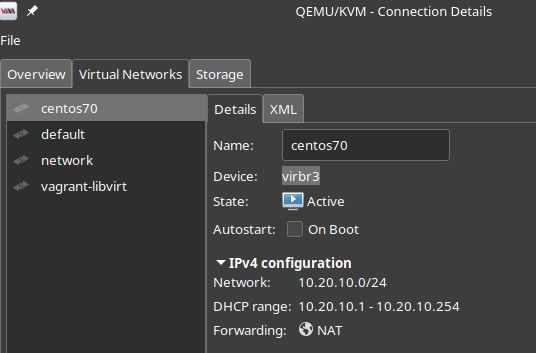 VMM QEMU/KVM - Connection Details
File
Overview Virtual Networks Storage
centos70
default
network
vagrant-libvirt
Details XML
Name: centos70
Device: virbr3
State: Active
Autostart: On Boot
IPv4 configuration
Network: 10.20.10.0/24
DHCP range: 10.20.10.1 - 10.20.10.254
Forwarding: NAT